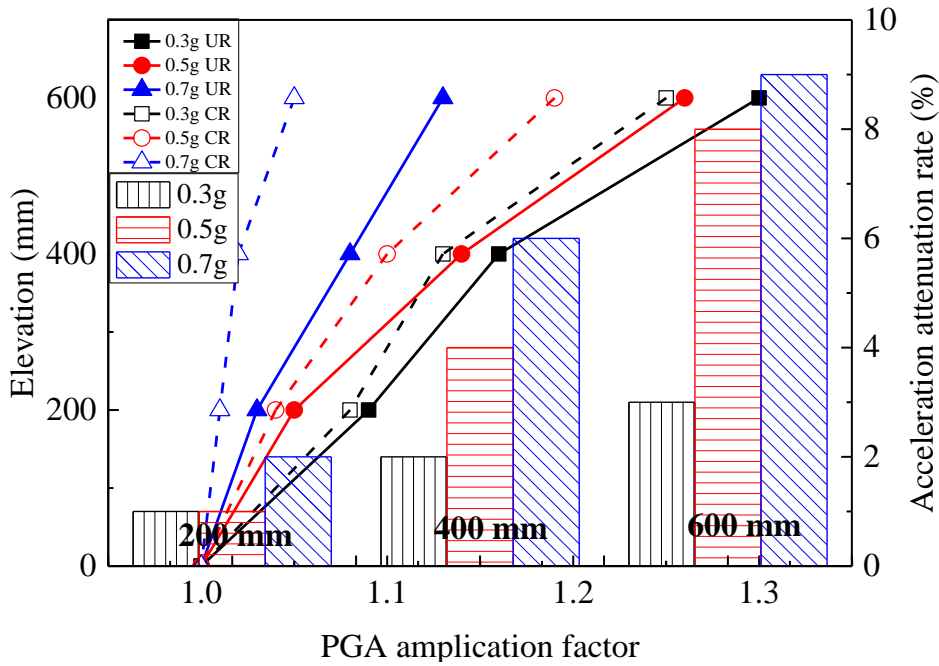 0.3g UR
0.5g UR
0.7g UR
0.3g CR
0.5g CR
0.7g CR
0.3g
0.5g
0.7g
Elevation (mm)
600
400
200
0
10
8
6
4
2
0
Acceleration attenuation rate (%)
200 mm
400 mm
600 mm
1.0
1.1
1.2
1.3
PGA amplication factor